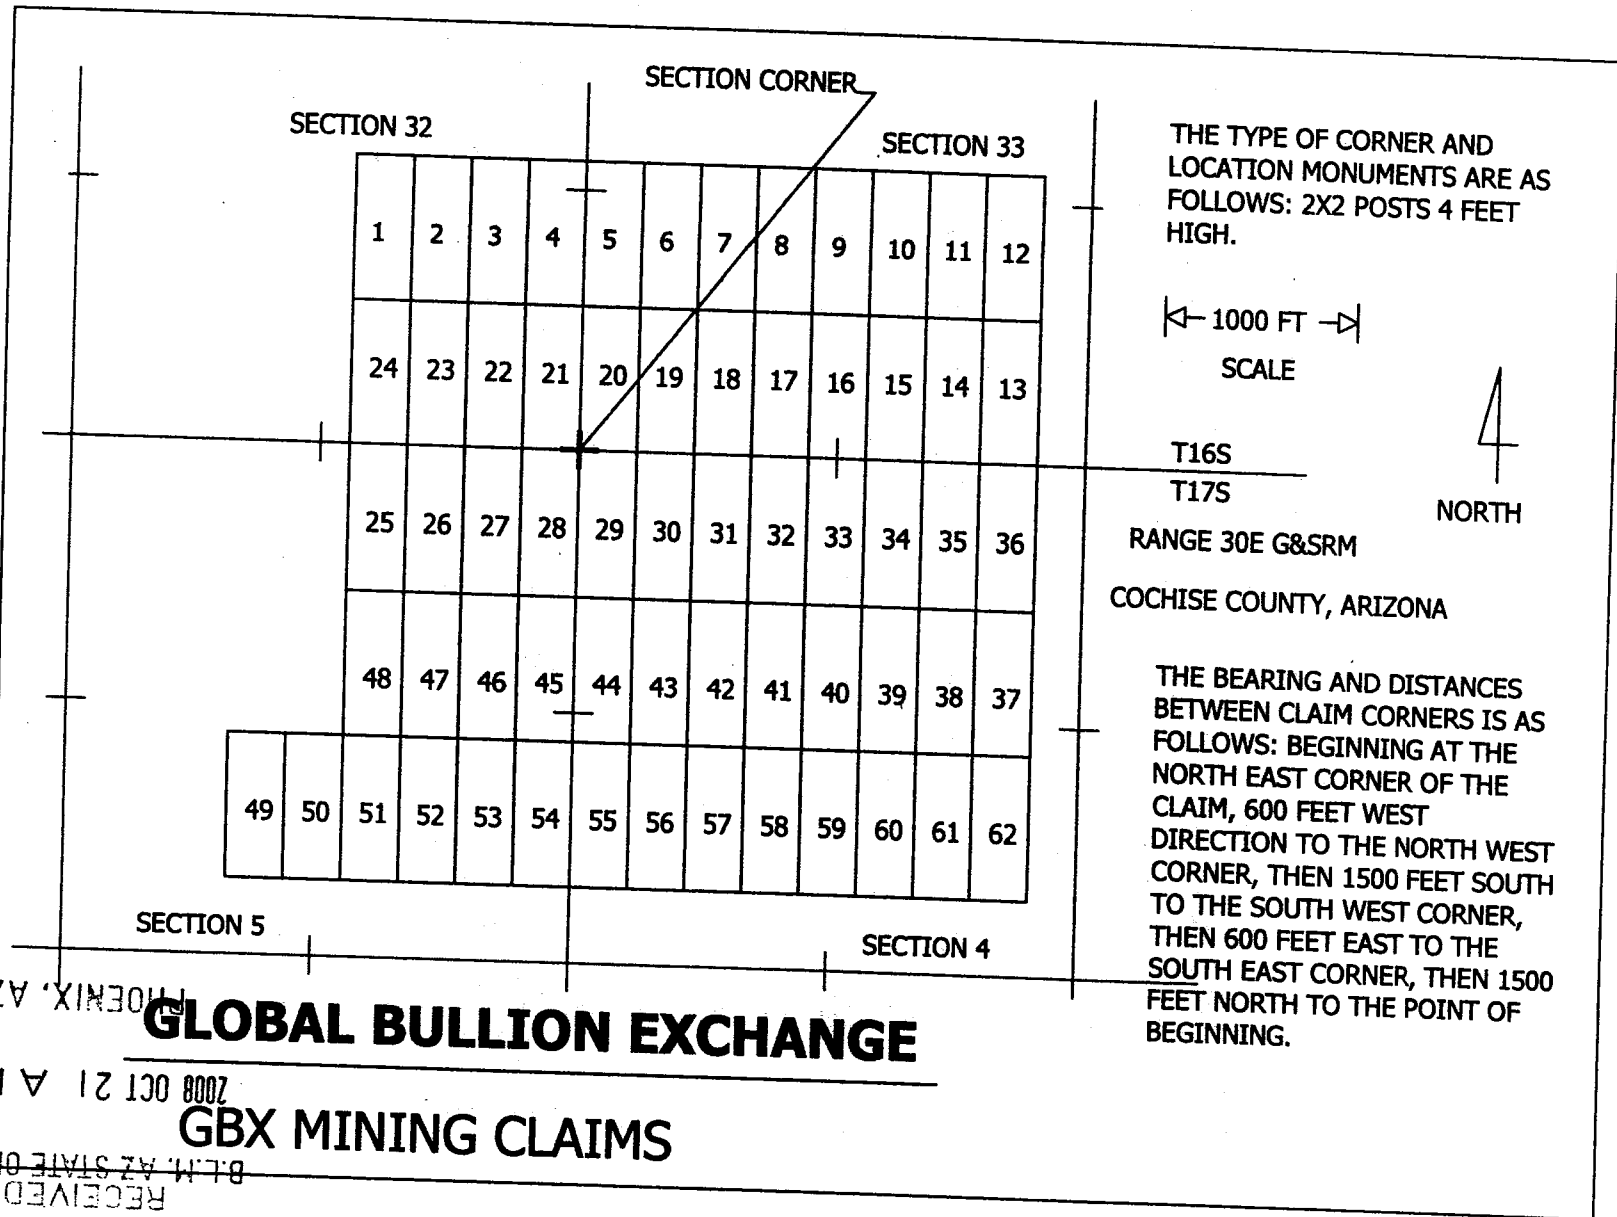 SECTION CORNER
SECTION 32
SECTION 33
1 2 3 4 5 6 7 8 9 10 11 12
24 23 22 21 20 19 18 17 16 15 14 13
25 26 27 28 29 30 31 32 33 34 35 36
48 47 46 45 44 43 42 41 40 39 38 37
49 50 51 52 53 54 55 56 57 58 59 60 61 62
SECTION 5
SECTION 4
THE TYPE OF CORNER AND
LOCATION MONUMENTS ARE AS
FOLLOWS: 2X2 POSTS 4 FEET
HIGH.
1000 FT
SCALE
T16S
T17S
NORTH
RANGE 30E G&SRM
COCHISE COUNTY, ARIZONA
THE BEARING AND DISTANCES
BETWEEN CLAIM CORNERS IS AS
FOLLOWS: BEGINNING AT THE
NORTH EAST CORNER OF THE
CLAIM, 600 FEET WEST
DIRECTION TO THE NORTH WEST
CORNER, THEN 1500 FEET SOUTH
TO THE SOUTH WEST CORNER,
THEN 600 FEET EAST TO THE
SOUTH EAST CORNER, THEN 1500
FEET NORTH TO THE POINT OF
BEGINNING.
GLOBAL BULLION EXCHANGE
GBX MINING CLAIMS
RECEIVED
B.L.M. AZ STATE
2008 OCT 21 A
PHOENIX, AZ